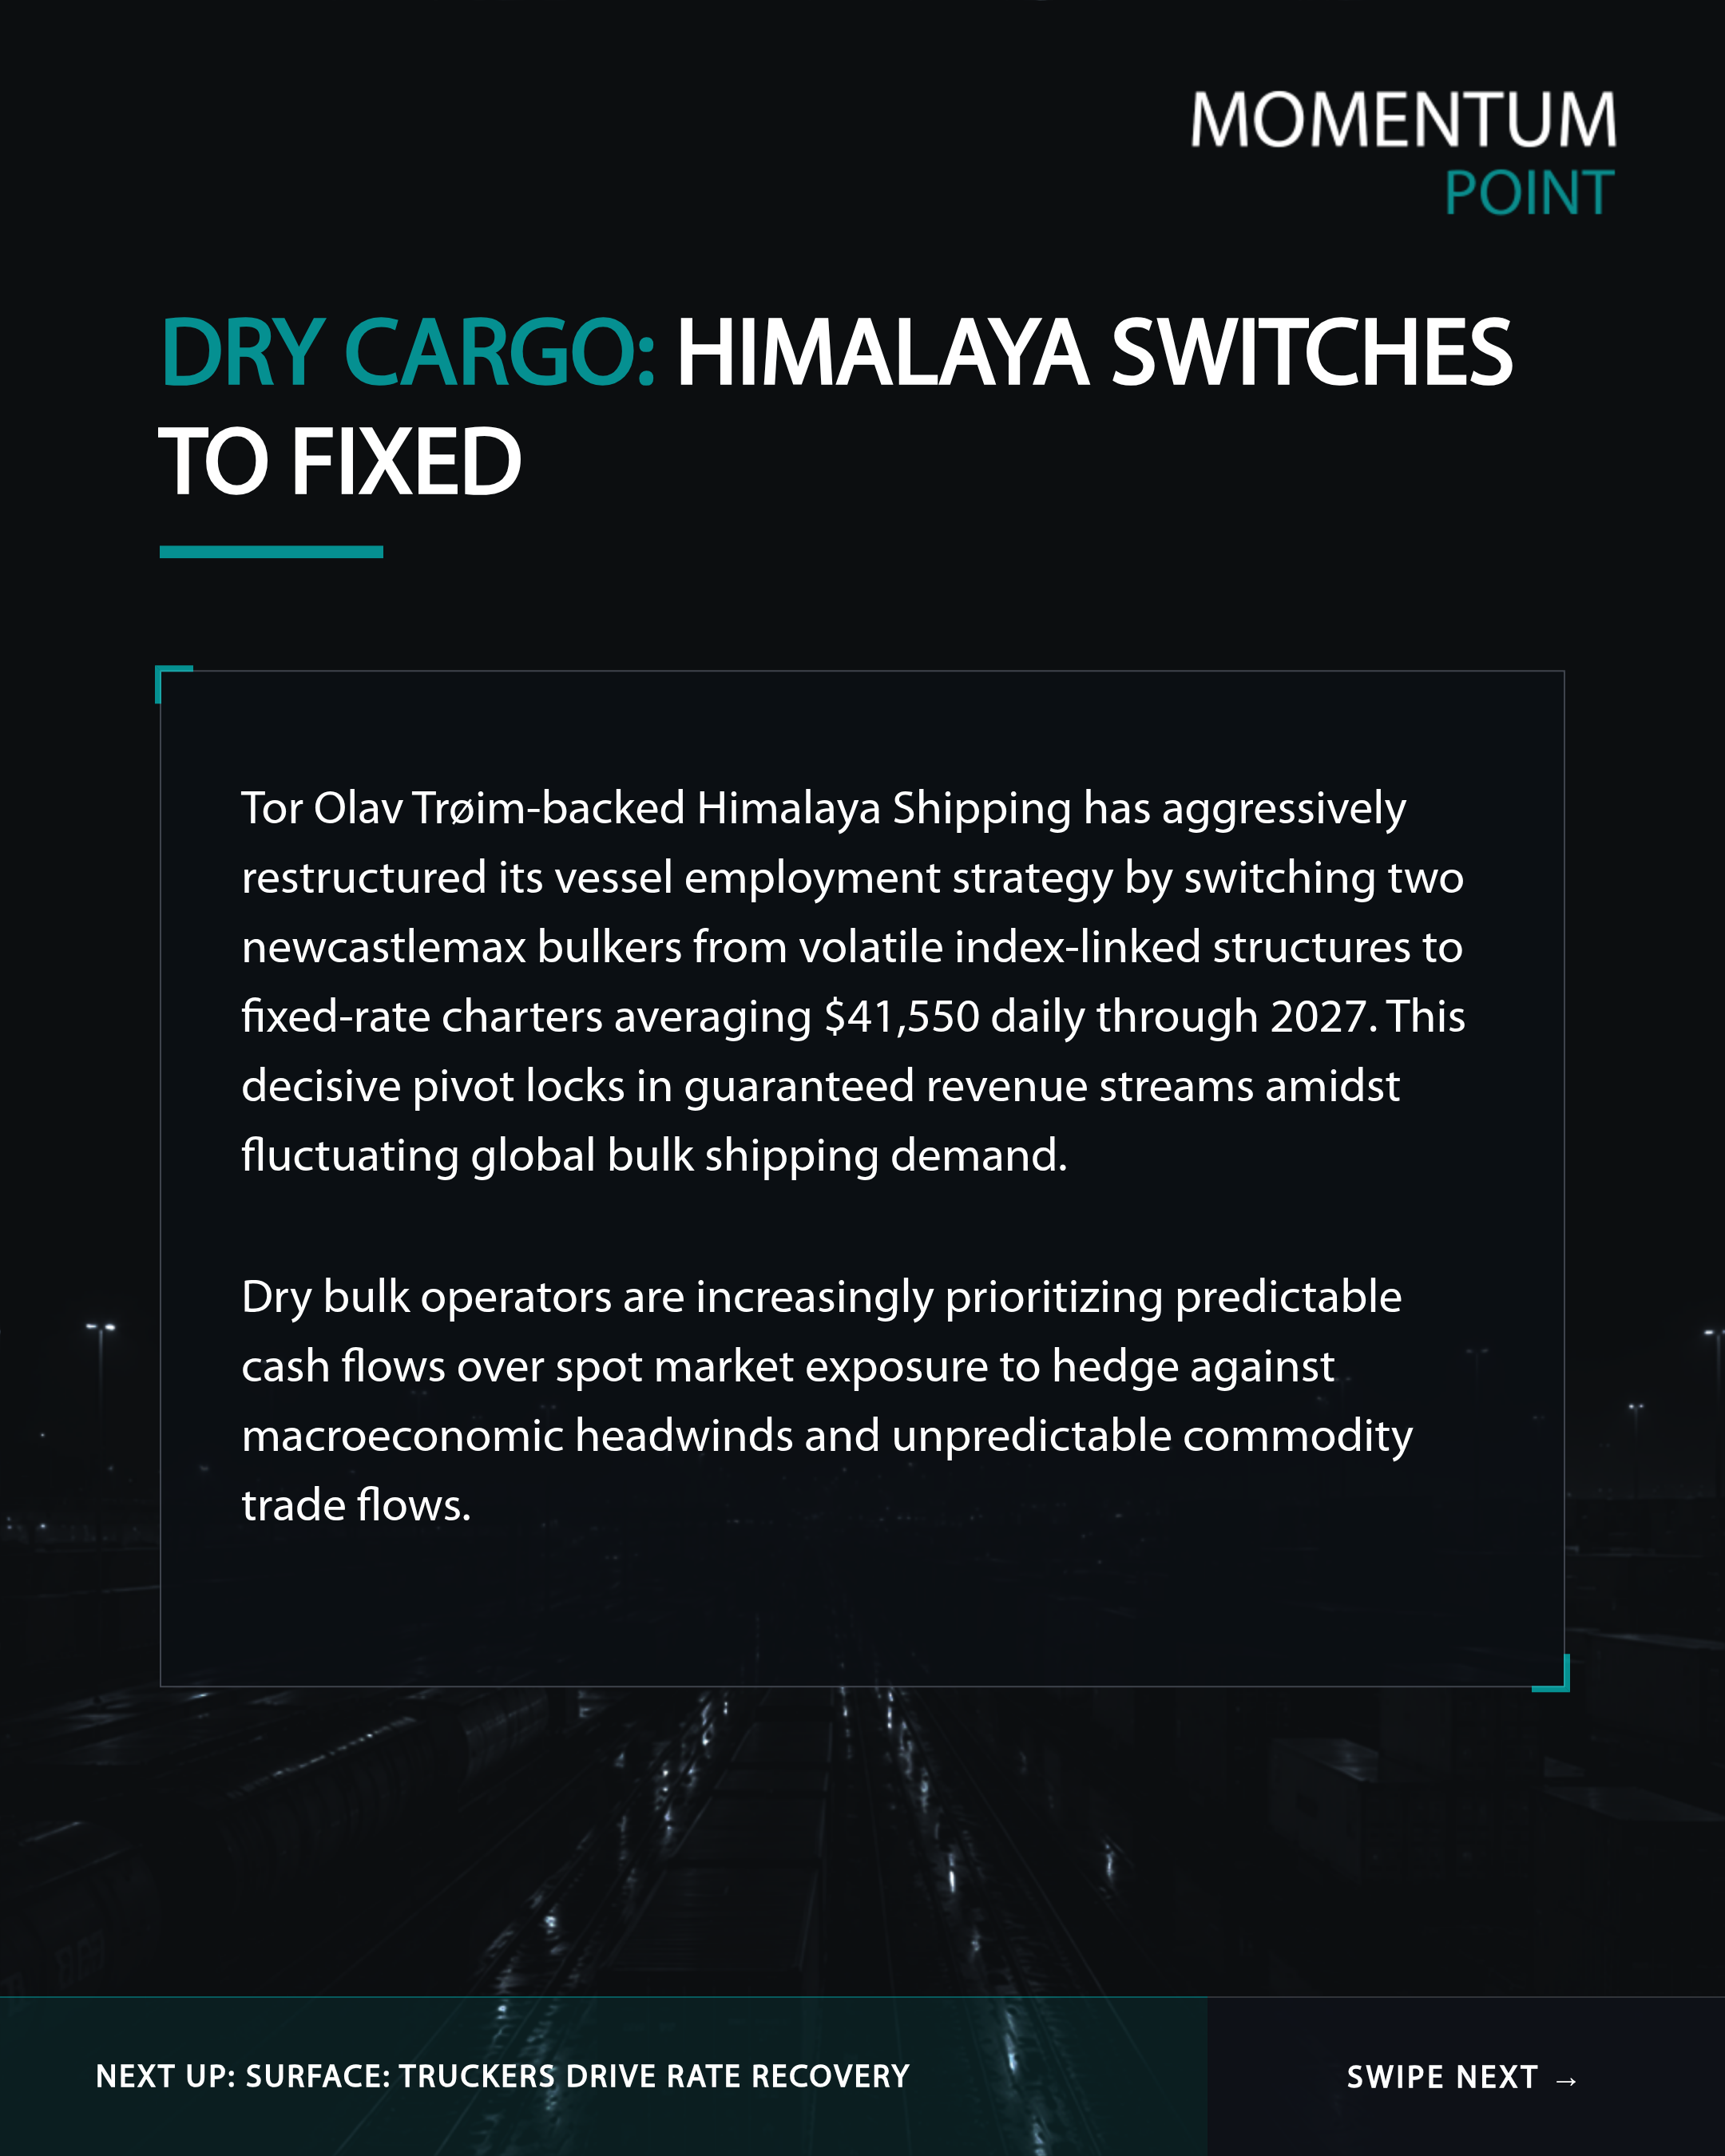 MOMENTUM
POINT
DRY CARGO: HIMALAYA SWITCHES
TO FIXED
Tor Olav Trøim-backed Himalaya Shipping has aggressively
restructured its vessel employment strategy by switching two
newcastlemax bulkers from volatile index-linked structures to
fixed-rate charters averaging $41,550 daily through 2027. This
decisive pivot locks in guaranteed revenue streams amidst
fluctuating global bulk shipping demand.
Dry bulk operators are increasingly prioritizing predictable
cash flows over spot market exposure to hedge against
macroeconomic headwinds and unpredictable commodity
trade flows.
NEXT UP: SURFACE: TRUCKERS DRIVE RATE RECOVERY
SWIPE NEXT →